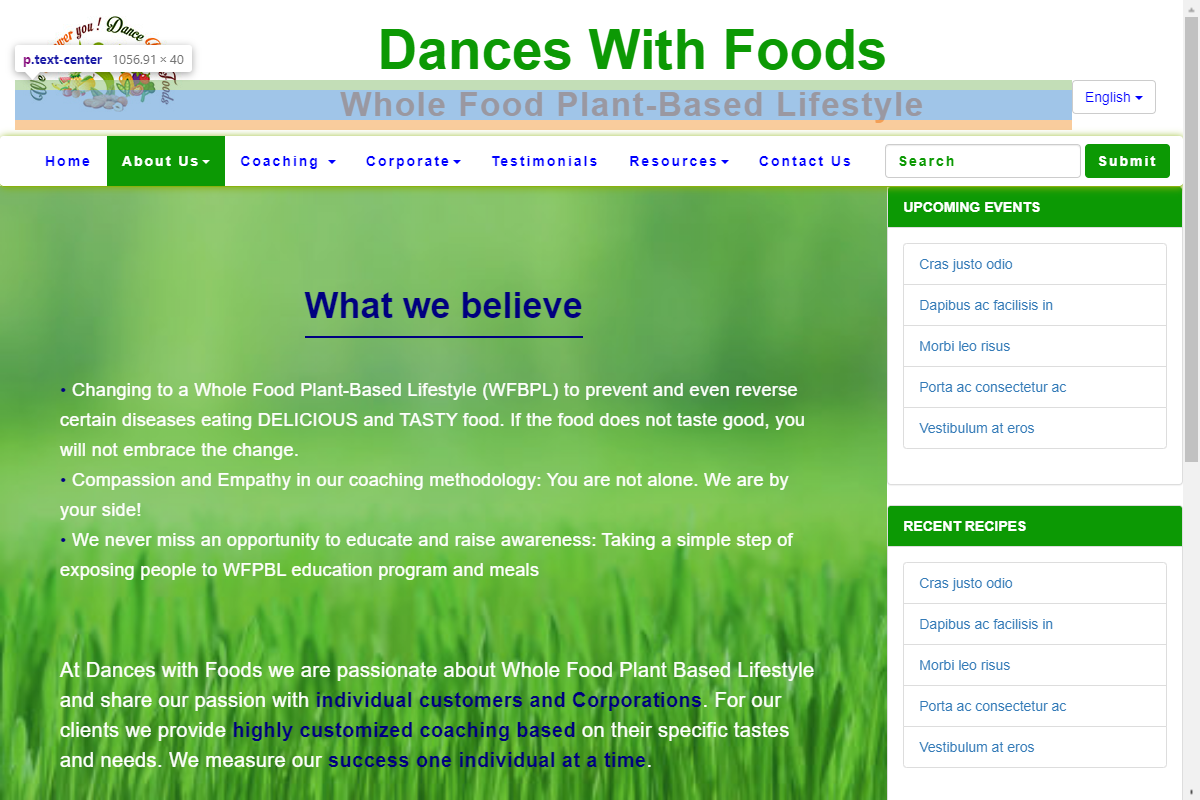 you ! Dance
Dances With Foods
p.text-center 1056.91 × 40
Foods
Whole Food Plant-Based Lifestyle
English
Home
About Us
Coaching
Corporate
Testimonials
Resources
Contact Us
Search
Submit
What we believe
• Changing to a Whole Food Plant-Based Lifestyle (WFBPL) to prevent and even reverse
certain diseases eating DELICIOUS and TASTY food. If the food does not taste good, you
will not embrace the change.
• Compassion and Empathy in our coaching methodology: You are not alone. We are by
your side!
• We never miss an opportunity to educate and raise awareness: Taking a simple step of
exposing people to WFPBL education program and meals
At Dances with Foods we are passionate about Whole Food Plant Based Lifestyle
and share our passion with individual customers and Corporations. For our
clients we provide highly customized coaching based on their specific tastes
and needs. We measure our success one individual at a time.
UPCOMING EVENTS
Cras justo odio
Dapibus ac facilisis in
Morbi leo risus
Porta ac consectetur ac
Vestibulum at eros
RECENT RECIPES
Cras justo odio
Dapibus ac facilisis in
Morbi leo risus
Porta ac consectetur ac
Vestibulum at eros